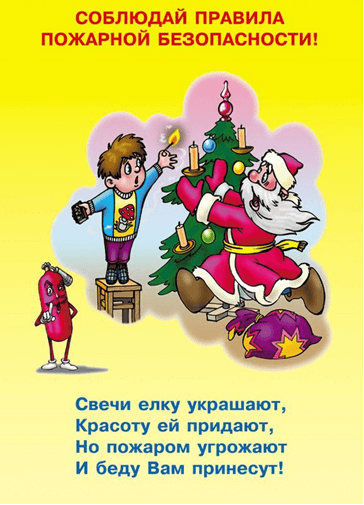 СОБЛЮДАЙ ПРАВИЛА
ПОЖАРНОЙ БЕЗОПАСНОСТИ!
Свечи елку украшают,
Красоту ей придают,
Но пожаром угрожают
И беду Вам принесут!